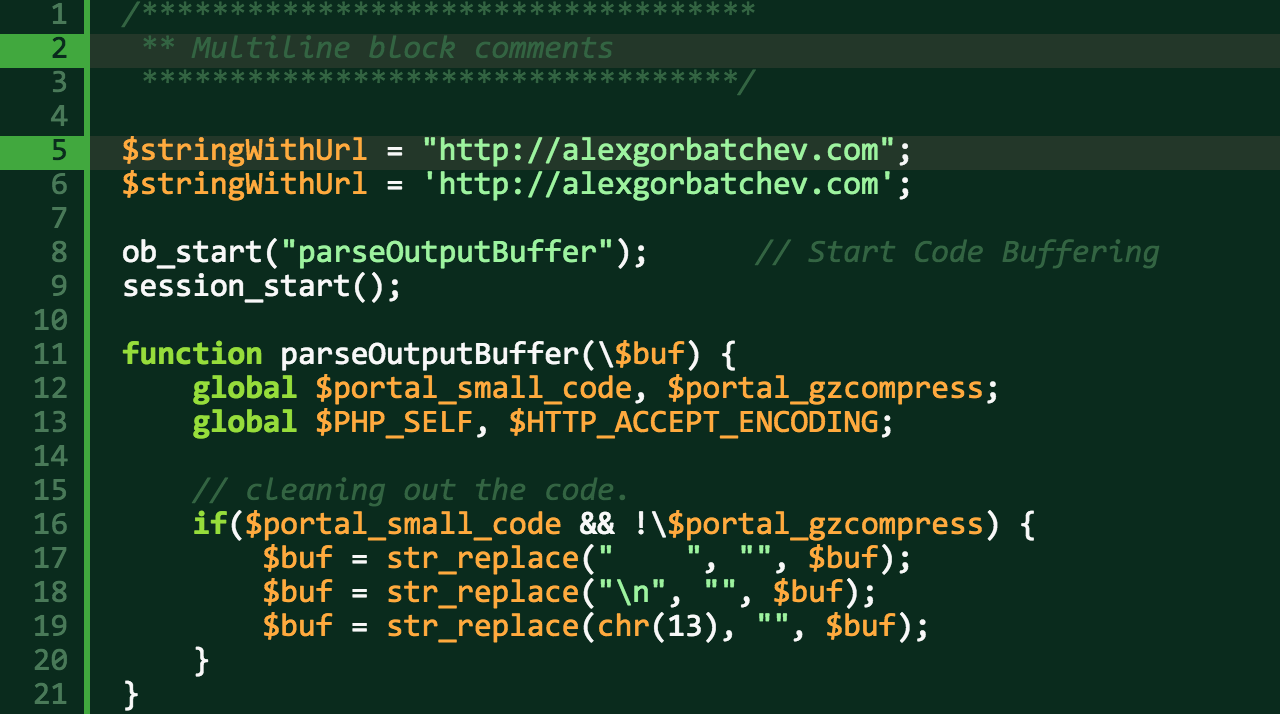 1 /***********************************
2 ** Multiline block comments
3 **********************************/
4
5 $stringWithUrl = "http://alexgorbatchev.com";
6 $stringWithUrl = 'http://alexgorbatchev.com';
7
8 ob_start("parseOutputBuffer");      // Start Code Buffering
9 session_start();
10
11 function parseOutputBuffer(\$buf) {
12     global $portal_small_code, $portal_gzcompress;
13     global $PHP_SELF, $HTTP_ACCEPT_ENCODING;
14
15     // cleaning out the code.
16     if($portal_small_code && !\$portal_gzcompress) {
17         $buf = str_replace("    ", "", $buf);
18         $buf = str_replace("\n", "", $buf);
19         $buf = str_replace(chr(13), "", $buf);
20     }
21 }